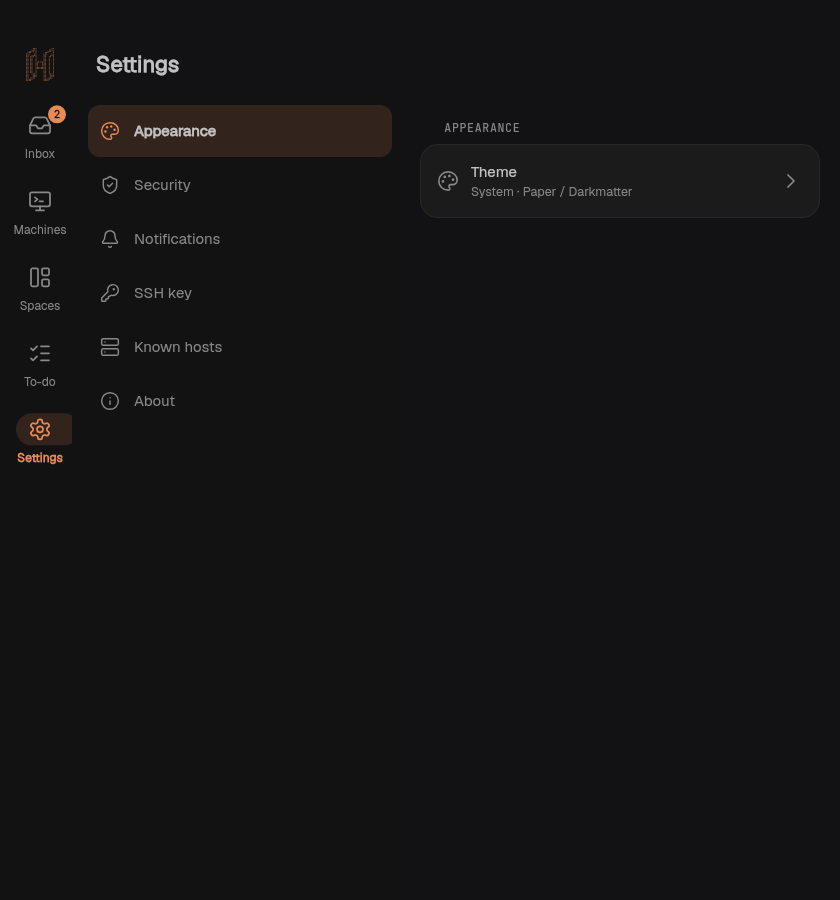 Settings
2
Inbox
Machines
Spaces
To-do
Settings
Appearance
Security
Notifications
SSH key
Known hosts
About
APPEARANCE
Theme
System · Paper / Darkmatter